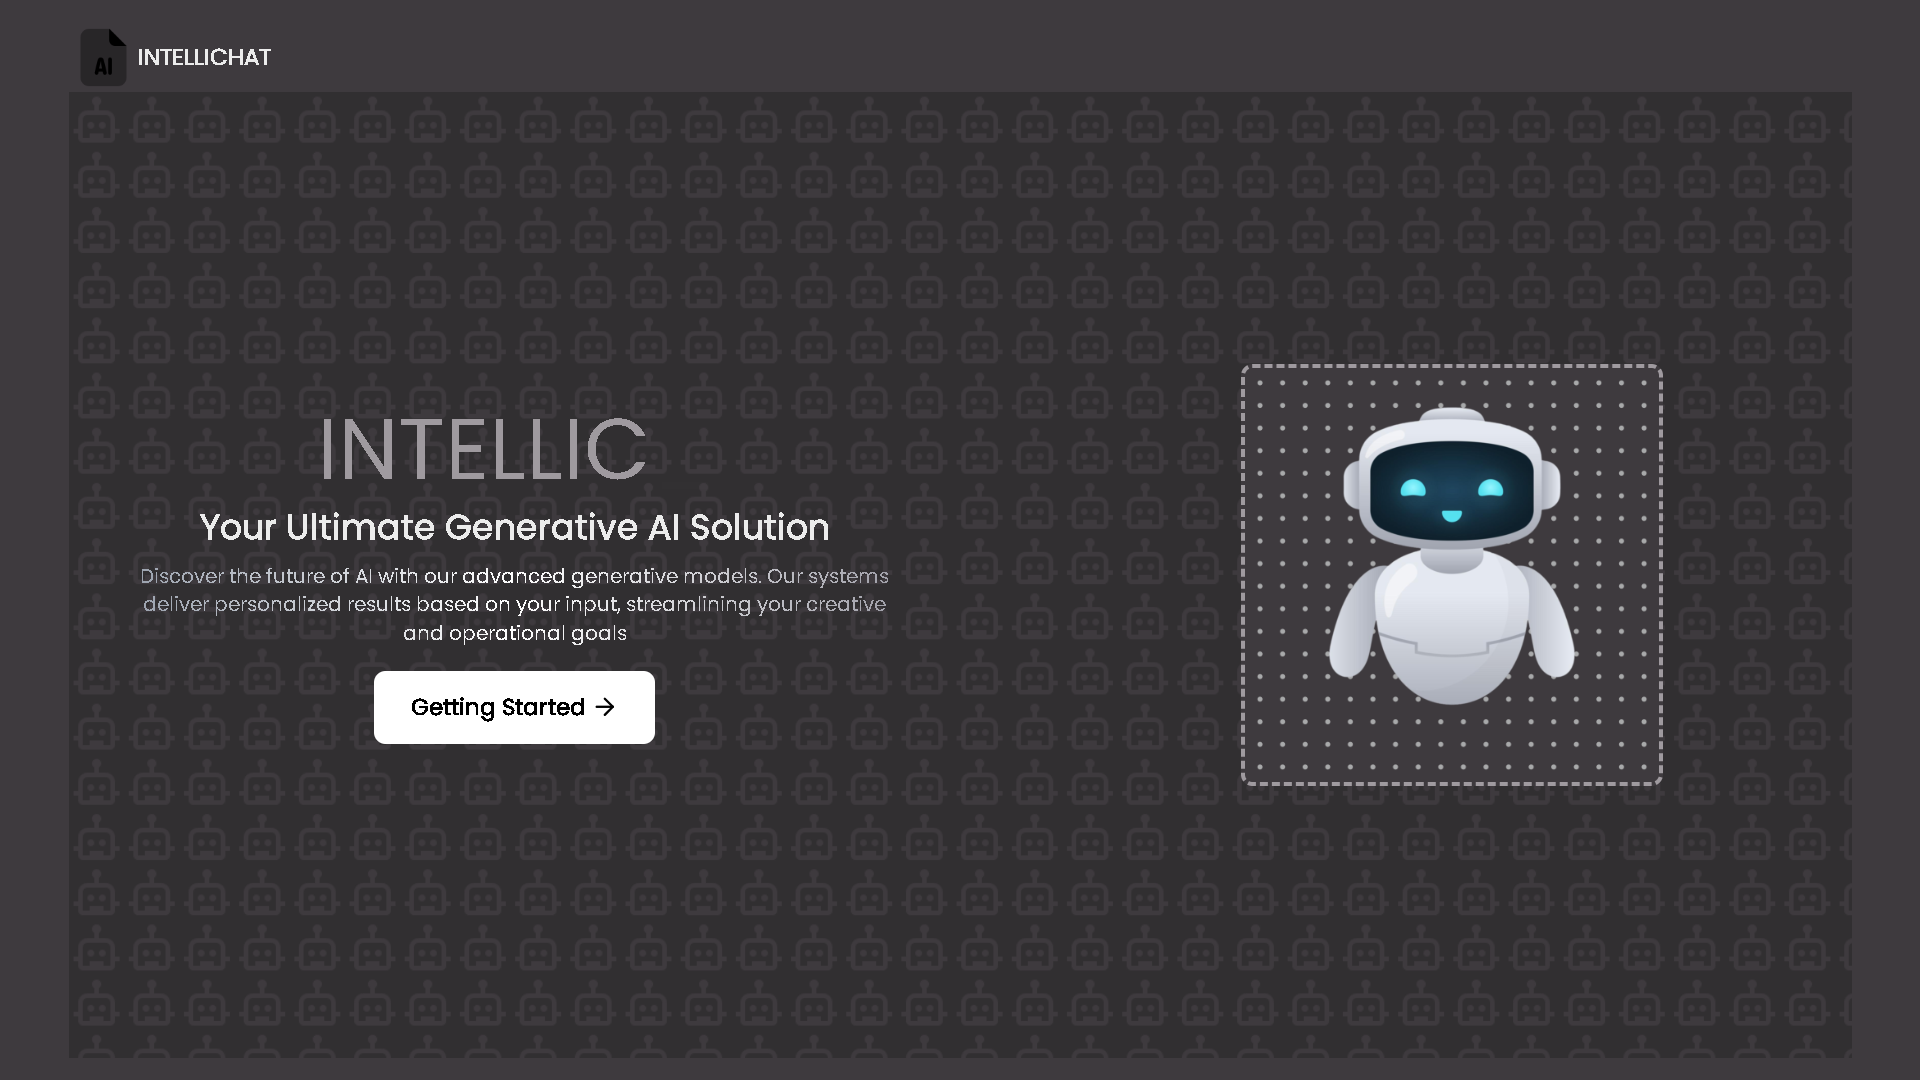 AI
INTELLICHAT
INTELLIC
Your Ultimate Generative AI Solution
Discover the future of AI with our advanced generative models. Our systems
deliver personalized results based on your input, streamlining your creative
and operational goals
Getting Started →